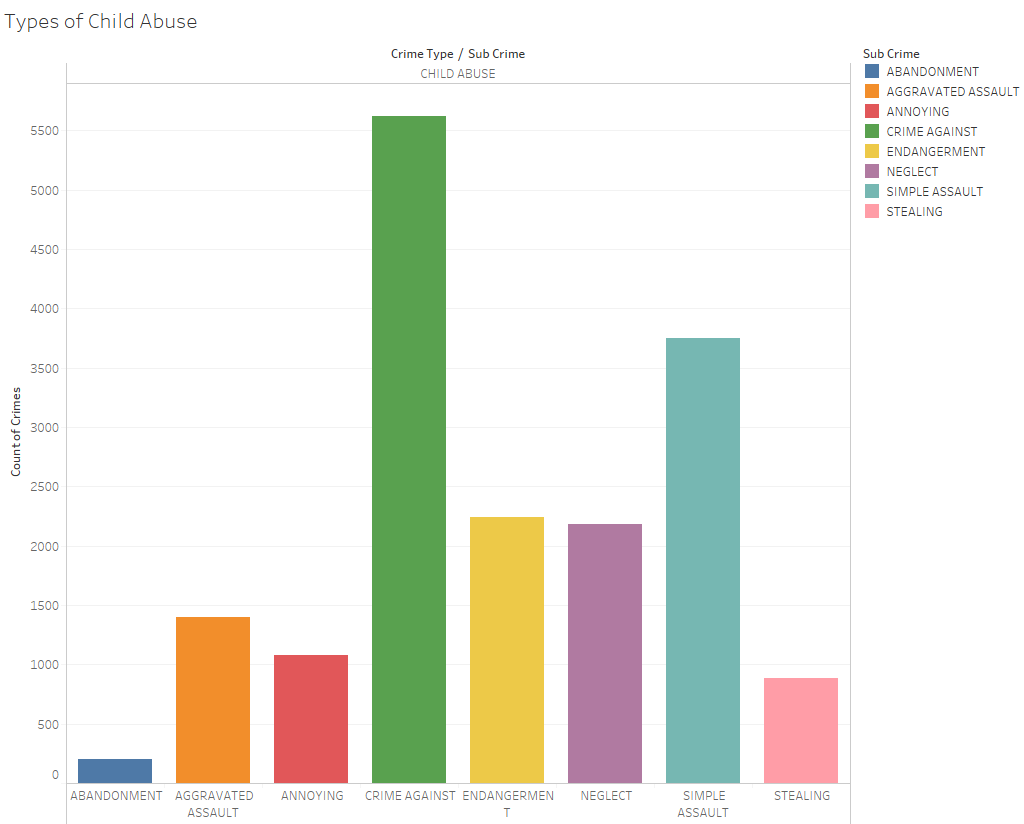 Types of Child Abuse
Crime Type / Sub Crime
CHILD ABUSE
Sub Crime
ABANDONMENT
AGGRAVATED ASSAULT
ANNOYING
CRIME AGAINST
ENDANGERMENT
NEGLECT
SIMPLE ASSAULT
STEALING
Count of Crimes
5500
5000
4500
4000
3500
3000
2500
2000
1500
1000
500
0
ABANDONMENT
AGGRAVATED
ASSAULT
ANNOYING
CRIME AGAINST
ENDANGERMEN
T
NEGLECT
SIMPLE
ASSAULT
STEALING